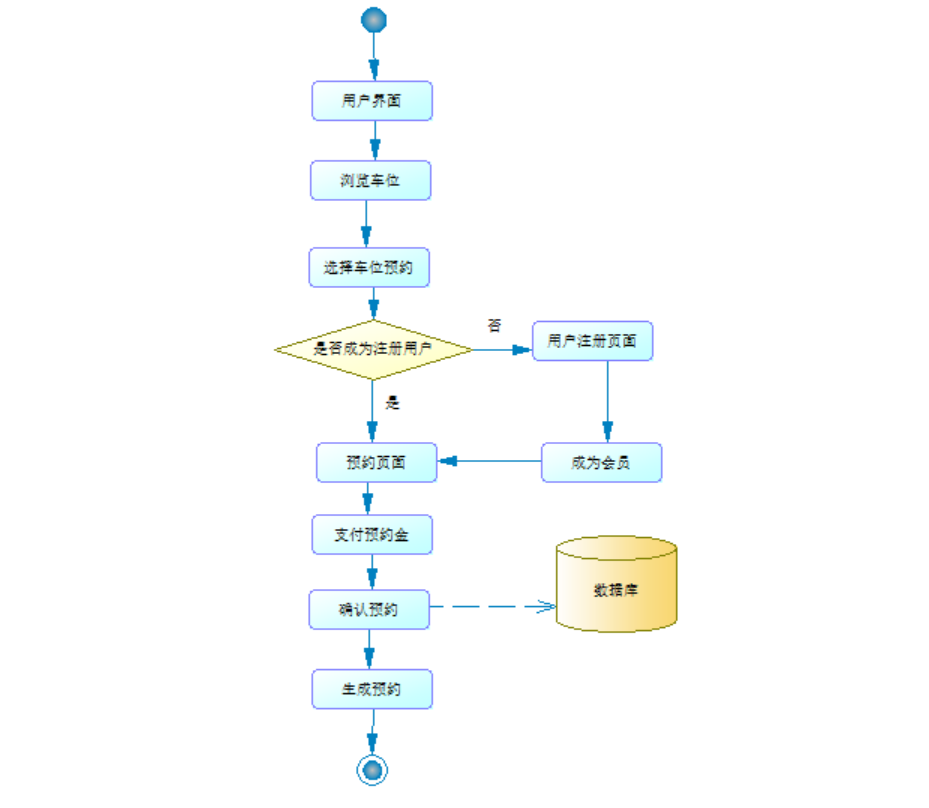 用户界面
浏览车位
选择车位预约
是否成为注册用户
否
用户注册页面
是
预约页面
成为会员
支付预约金
确认预约
数据库
生成预约